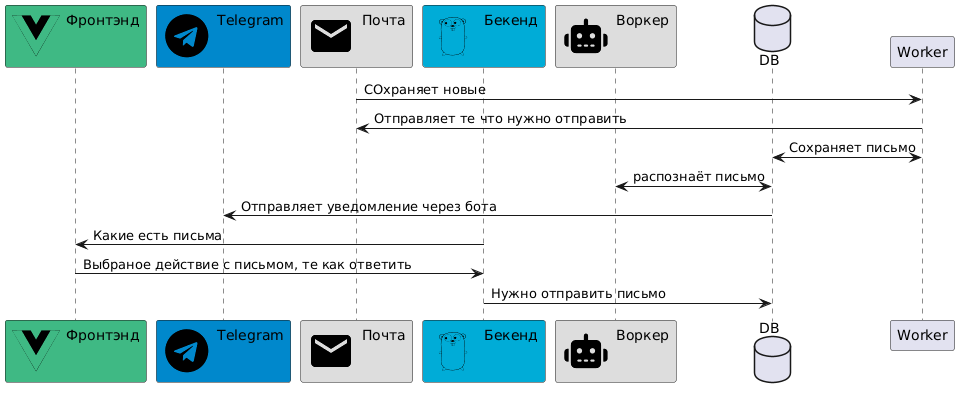 Фронтэнд
Telegram
Почта
Бекенд
Воркер
DB
Worker
СОхраняет новые
Отправляет те что нужно отправить
Сохраняет письмо
распознаёт письмо
Отправляет уведомление через бота
Какие есть письма
Выбраное действие с письмом, те как ответить
Нужно отправить письмо
Фронтэнд
Telegram
Почта
Бекенд
Воркер
DB
Worker